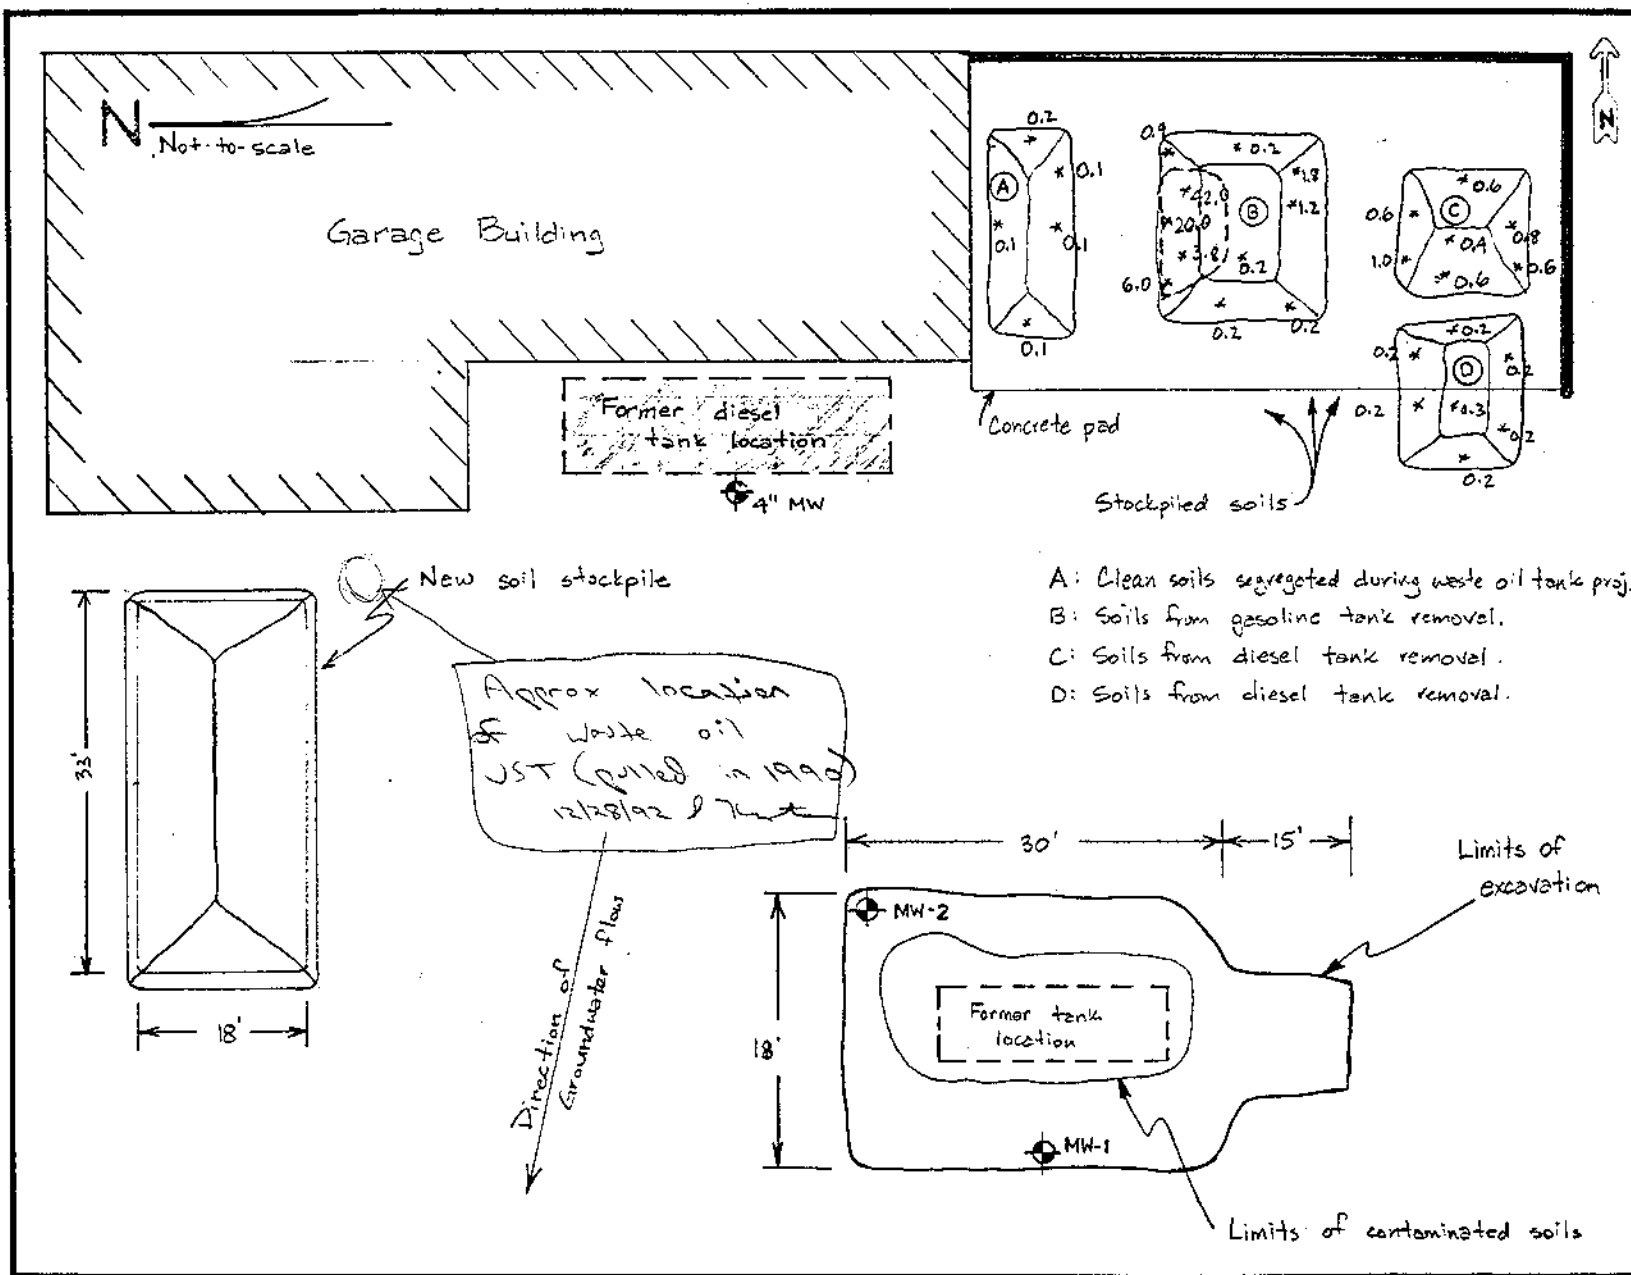 N
Not-to-scale
Garage Building
N
0.2
A
0.1
0.1
0.1
0.1
0.9
0.2
1.8
42.0
B
1.2
20.0
3.8
0.2
6.0
0.2
0.2
0.6
0.6
C
0.8
0.4
1.0
0.6
0.6
0.2
0.2
D
0.2
0.2
0.2
0.2
Former diesel
tank location
4" MW
Concrete pad
Stockpiled soils
New soil stockpile
A: Clean soils segregated during waste oil tank proj.
B: Soils from gasoline tank removal.
C: Soils from diesel tank removal.
D: Soils from diesel tank removal.
33'
18'
Approx location
of waste oil
UST (pulled in 1990)
12/28/92
Direction of
Groundwater flow
30'
15'
Limits of
excavation
MW-2
Former tank
location
18'
MW-1
Limits of contaminated soils